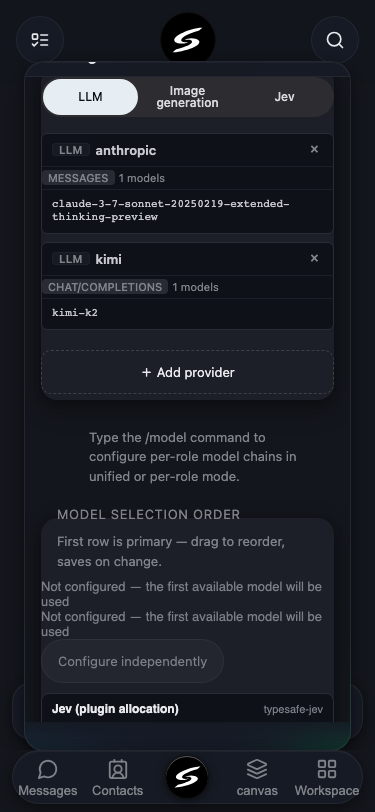 LLM
Image
generation
Jev
LLM anthropic ×
MESSAGES 1 models
claude-3-7-sonnet-20250219-extended-
thinking-preview
LLM kimi ×
CHAT/COMPLETIONS 1 models
kimi-k2
+ Add provider
Type the /model command to
configure per-role model chains in
unified or per-role mode.
MODEL SELECTION ORDER
First row is primary — drag to reorder,
saves on change.
Not configured — the first available model will be
used
Not configured — the first available model will be
used
Configure independently
Jev (plugin allocation) typesafe-jev
Messages
Contacts
canvas
Workspace